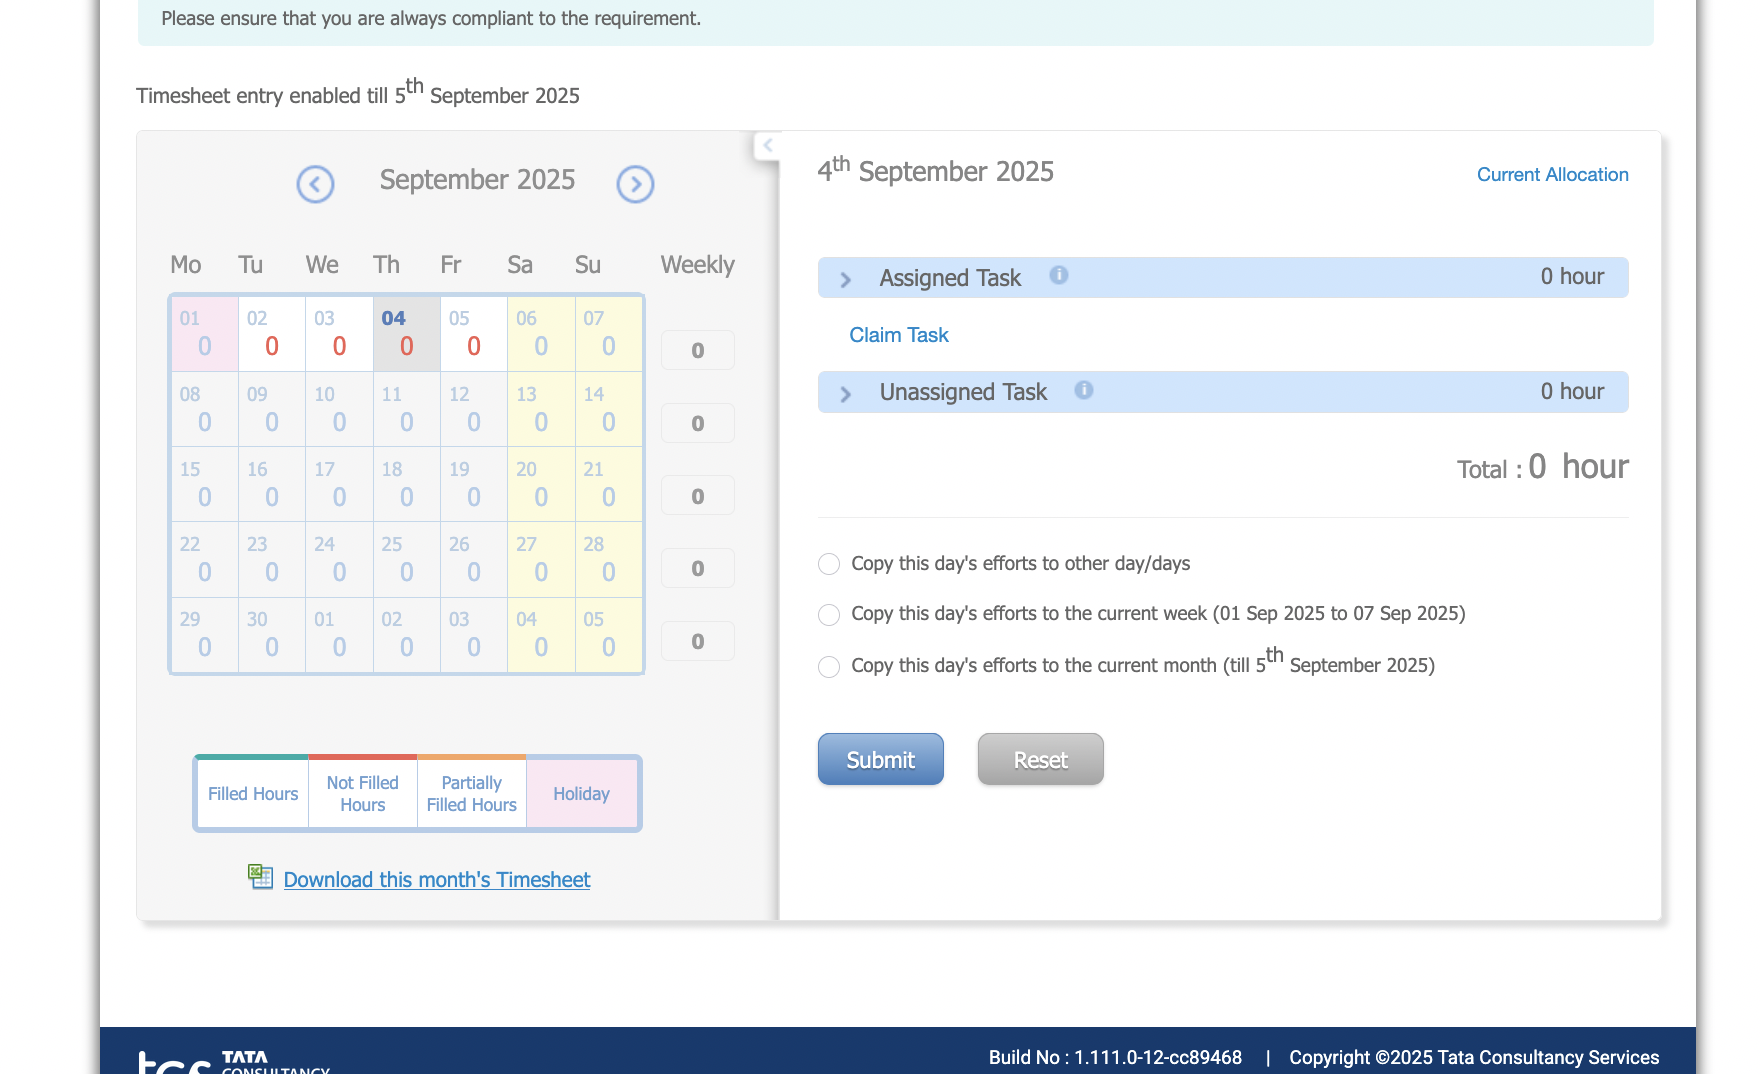 Please ensure that you are always compliant to the requirement.
Timesheet entry enabled till 5th September 2025
September 2025
Mo Tu We Th Fr Sa Su Weekly
01 02 03 04 05 06 07
0 0 0 0 0 0 0 0
08 09 10 11 12 13 14
0 0 0 0 0 0 0 0
15 16 17 18 19 20 21
0 0 0 0 0 0 0 0
22 23 24 25 26 27 28
0 0 0 0 0 0 0 0
29 30 01 02 03 04 05
0 0 0 0 0 0 0 0
Filled Hours
Not Filled
Hours
Partially
Filled Hours
Holiday
Download this month's Timesheet
4th September 2025
Current Allocation
Assigned Task 0 hour
Claim Task
Unassigned Task 0 hour
Total : 0 hour
Copy this day's efforts to other day/days
Copy this day's efforts to the current week (01 Sep 2025 to 07 Sep 2025)
Copy this day's efforts to the current month (till 5th September 2025)
Submit Reset
tcs TATA
CONSULTANCY
Build No : 1.111.0-12-cc89468 | Copyright ©2025 Tata Consultancy Services